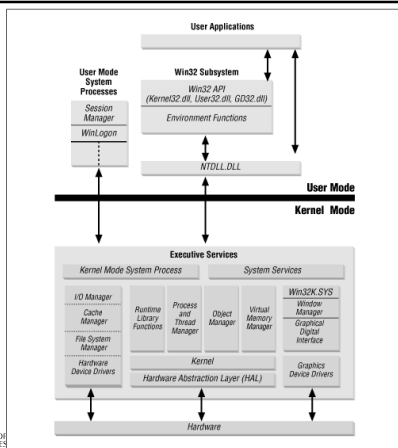 User Applications
User Mode
System
Processes
Session
Manager
WinLogon
Win32 Subsystem
Win32 API
(Kernel32.dll, User32.dll, GD32.dll)
Environment Functions
NTDLL.DLL
User Mode
Kernel Mode
Executive Services
Kernel Mode System Process
System Services
I/O Manager
Cache
Manager
File System
Manager
Hardware
Device Drivers
Runtime
Library
Functions
Process
and
Thread
Manager
Object
Manager
Virtual
Memory
Manager
Win32K.SYS
Window
Manager
Graphical
Digital
Interface
Kernel
Hardware Abstraction Layer (HAL)
Graphics
Device Drivers
Hardware